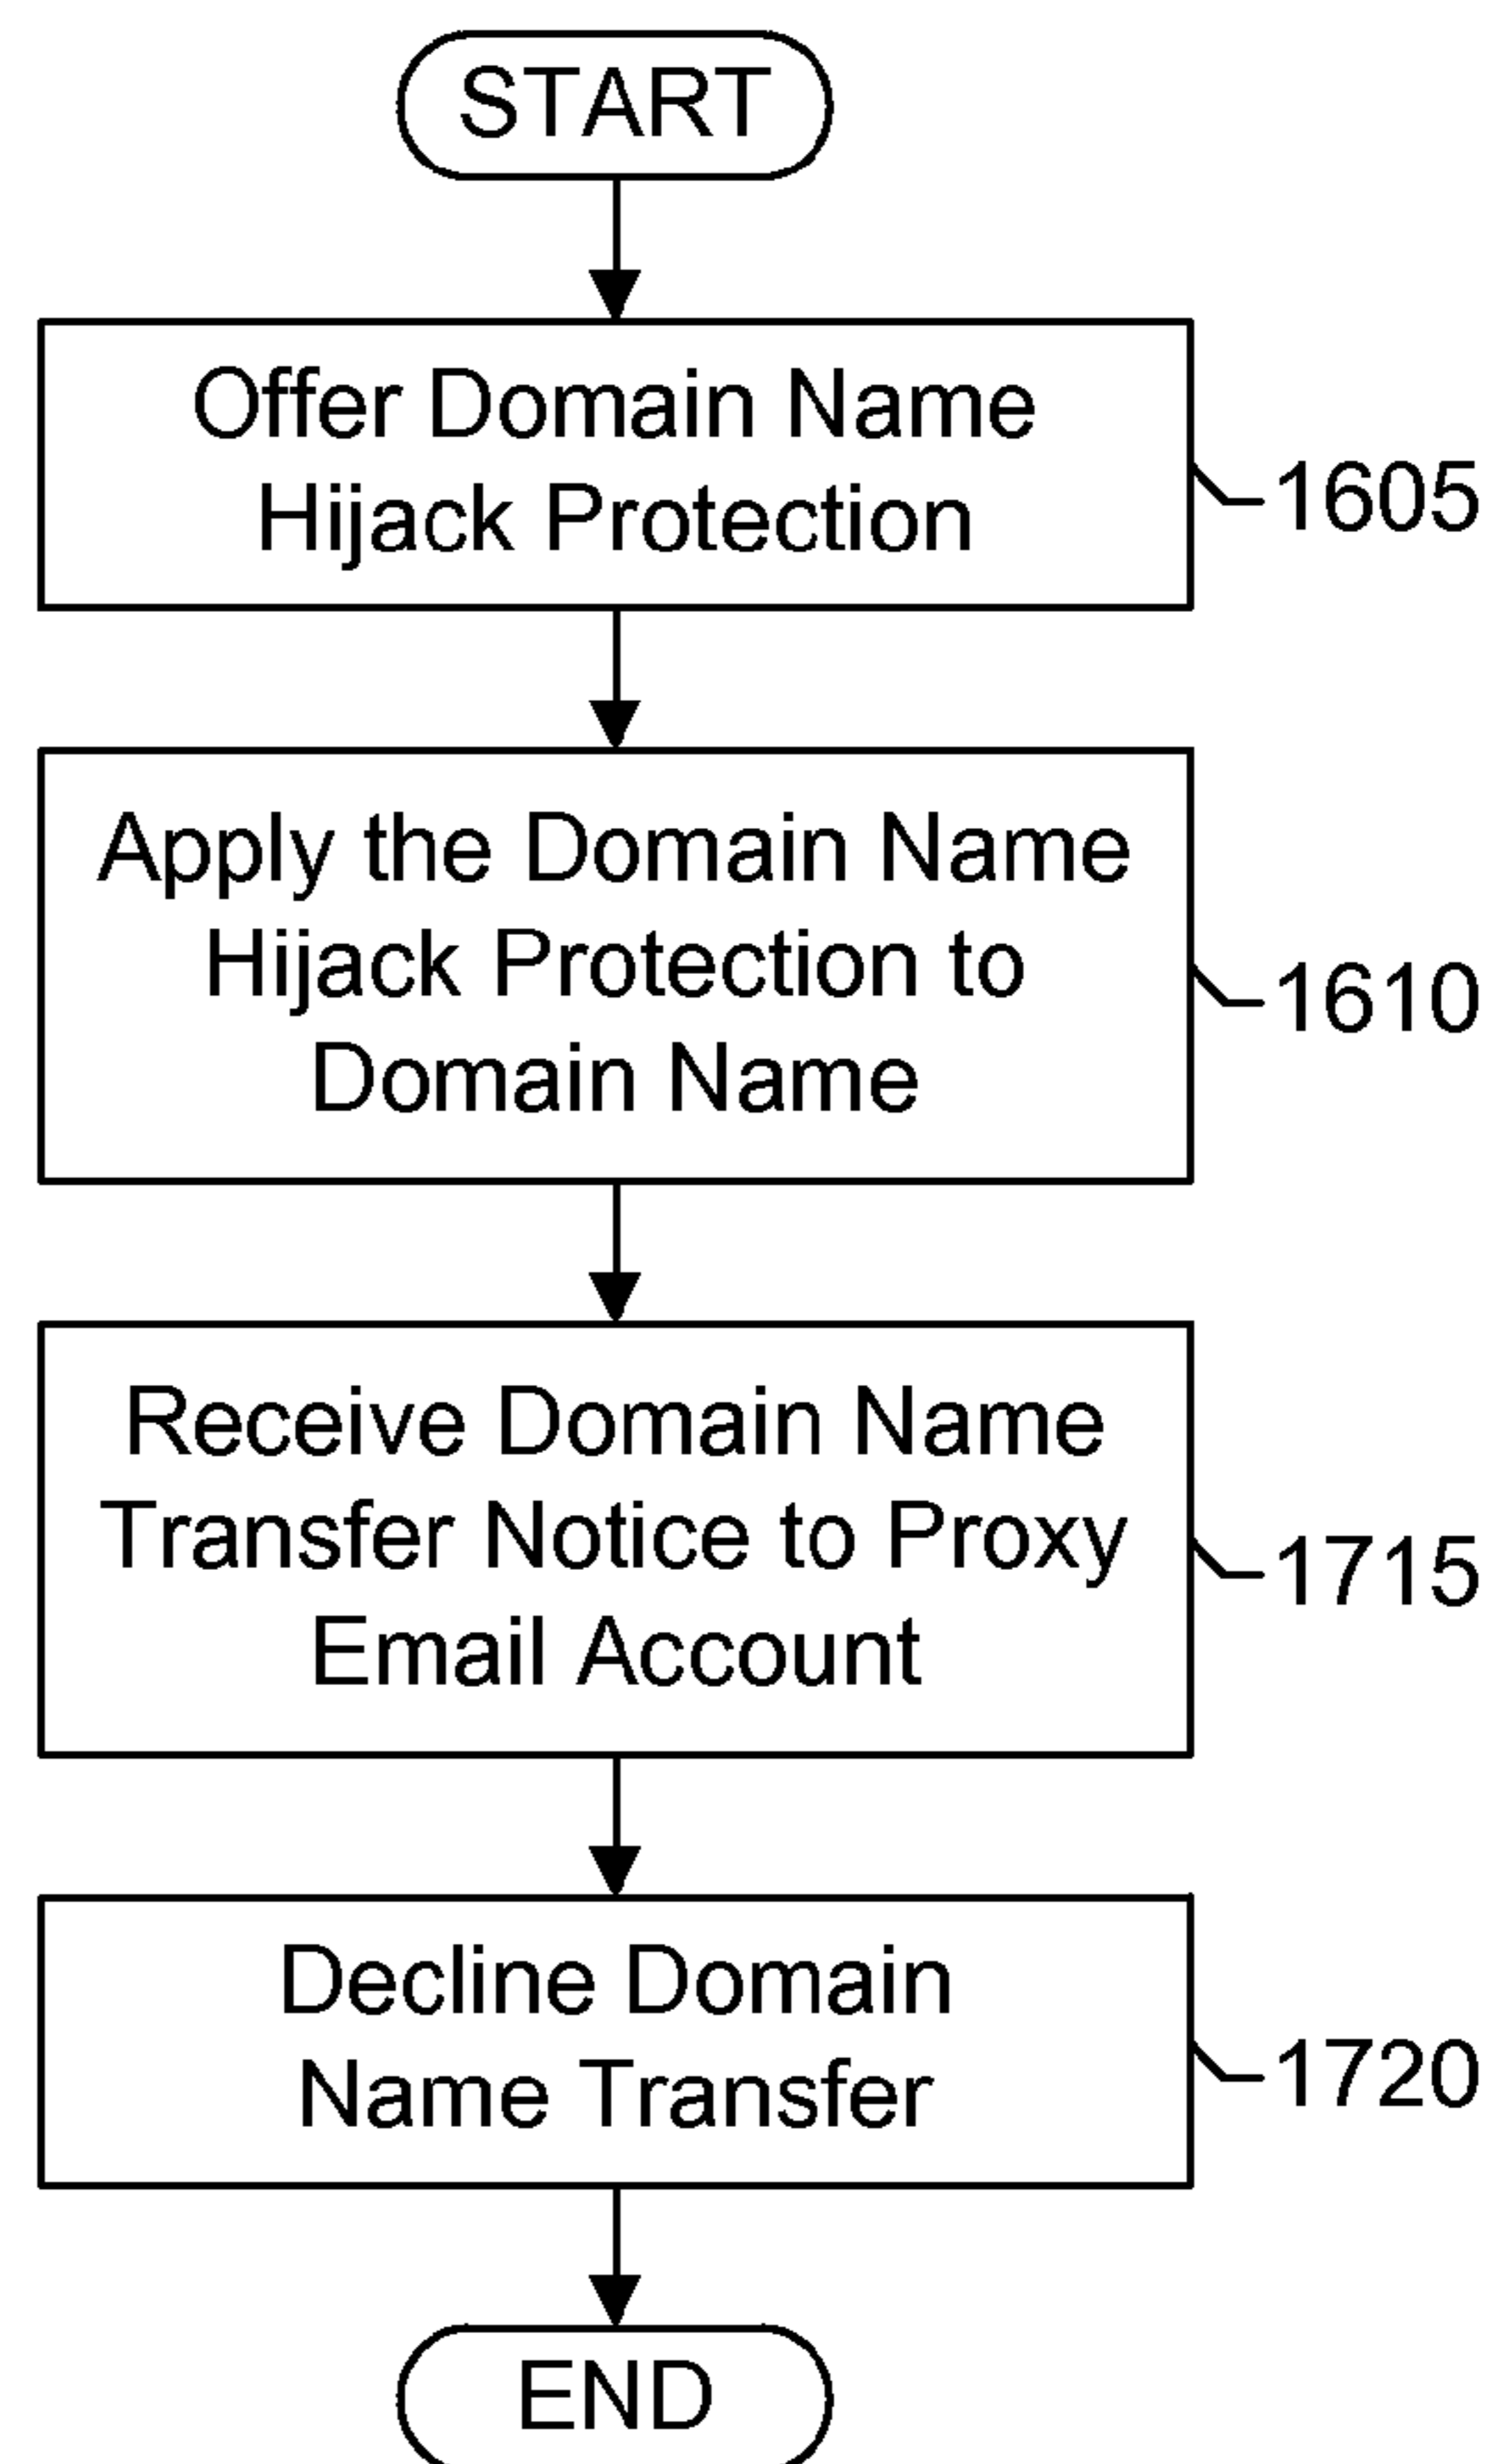 START
Offer Domain Name
Hijack Protection
1605
Apply the Domain Name
Hijack Protection to
Domain Name
1610
Receive Domain Name
Transfer Notice to Proxy
Email Account
1715
Decline Domain
Name Transfer
1720
END